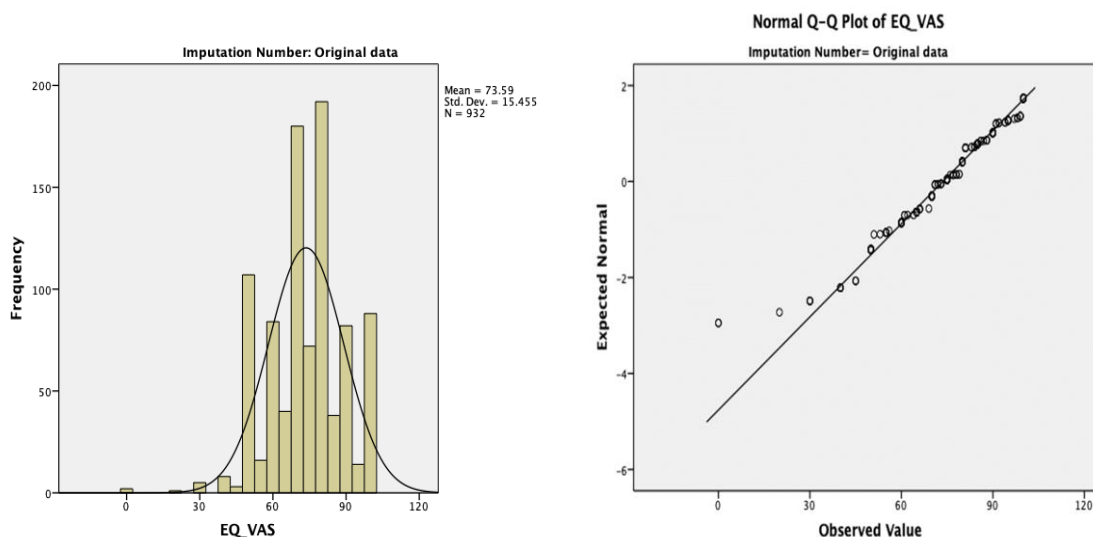 Imputation Number: Original data
Mean = 73.59
Std. Dev. = 15.455
N = 932
200
150
100
50
0
Frequency
0 30 60 90 120
EQ_VAS
Normal Q-Q Plot of EQ_VAS
Imputation Number= Original data
2
0
-2
-4
-6
Expected Normal
0 30 60 90 120
Observed Value